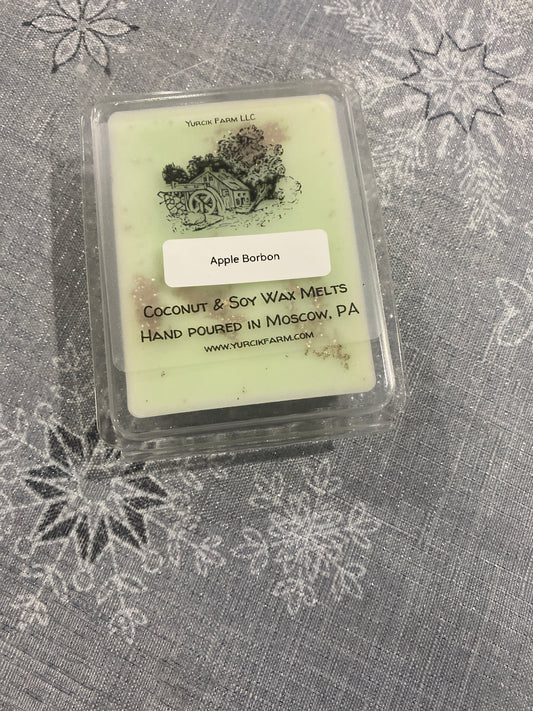 Yurcik Farm LLC
Apple Borbon
Coconut & Soy Wax Melts
Hand poured in Moscow, PA
www.yurcikfarm.com